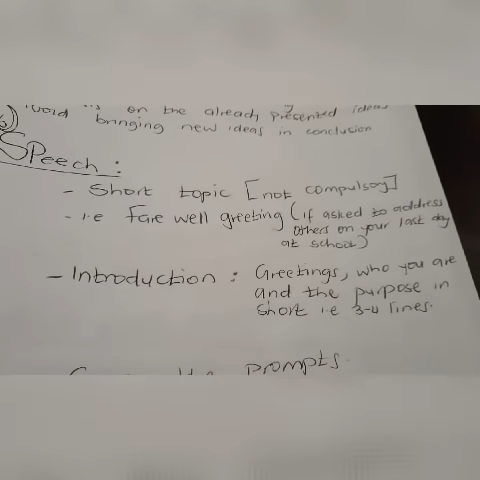 on the already presented ideas
bringing new ideas in conclusion
Speech:
- Short topic [not compulsory]
- i.e Fare well greeting (if asked to address
others on your last day
at school)
- Introduction : Greetings, who you are
and the purpose in
short i.e 3-4 lines.
prompts.